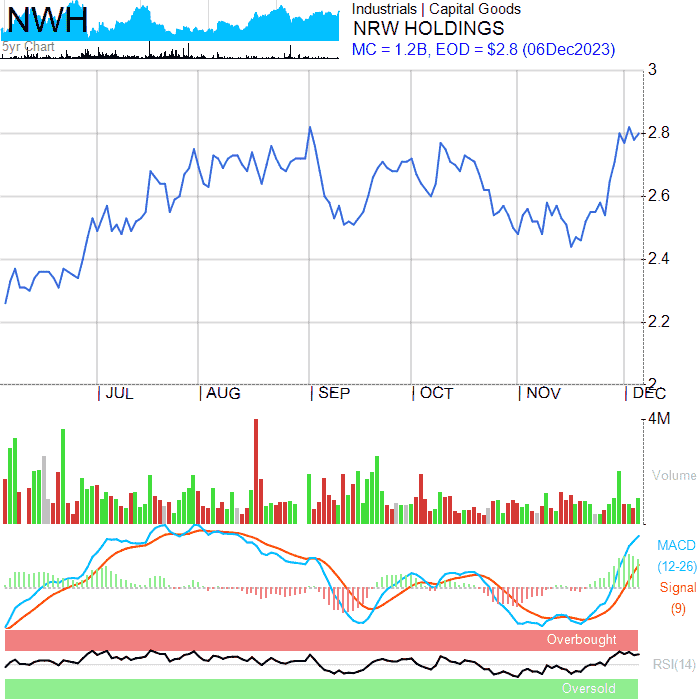 NWH
5yr Chart
Industrials | Capital Goods
NRW HOLDINGS
MC = 1.2B, EOD = $2.8 (06Dec2023)
3
2.8
2.6
2.4
2.2
2
JUL AUG SEP OCT NOV DEC
4M
Volume
MACD
(12-26)
Signal
(9)
Overbought
RSI(14)
Oversold